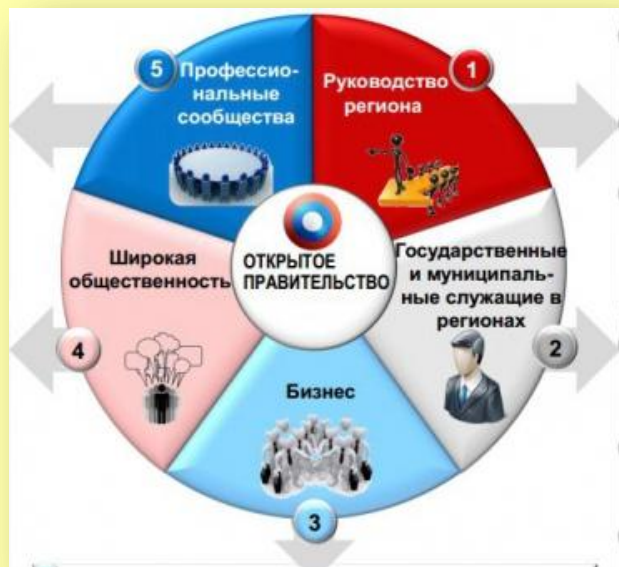 1
Руководство
региона
2
Государственные
и муниципаль-
ные служащие в
регионах
3
Бизнес
4
Широкая
общественность
5
Профессио-
нальные
сообщества
ОТКРЫТОЕ
ПРАВИТЕЛЬСТВО